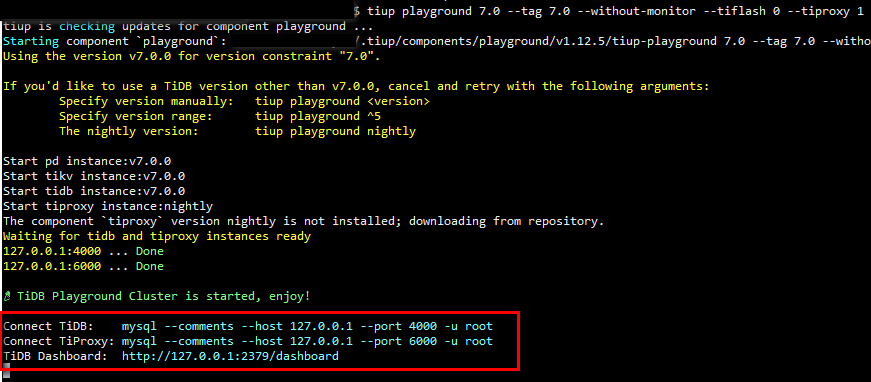 $ tiup playground 7.0 --tag 7.0 --without-monitor --tiflash 0 --tiproxy 1
tiup is checking updates for component playground ...
Starting component `playground`: /.tiup/components/playground/v1.12.5/tiup-playground 7.0 --tag 7.0 --witho
Using the version v7.0.0 for version constraint "7.0".
If you'd like to use a TiDB version other than v7.0.0, cancel and retry with the following arguments:
Specify version manually: tiup playground <version>
Specify version range: tiup playground ^5
The nightly version: tiup playground nightly
Start pd instance:v7.0.0
Start tikv instance:v7.0.0
Start tidb instance:v7.0.0
Start tiproxy instance:nightly
The component `tiproxy` version nightly is not installed; downloading from repository.
Waiting for tidb and tiproxy instances ready
127.0.0.1:4000 ... Done
127.0.0.1:6000 ... Done
TiDB Playground Cluster is started, enjoy!
Connect TiDB: mysql --comments --host 127.0.0.1 --port 4000 -u root
Connect TiProxy: mysql --comments --host 127.0.0.1 --port 6000 -u root
TiDB Dashboard: http://127.0.0.1:2379/dashboard